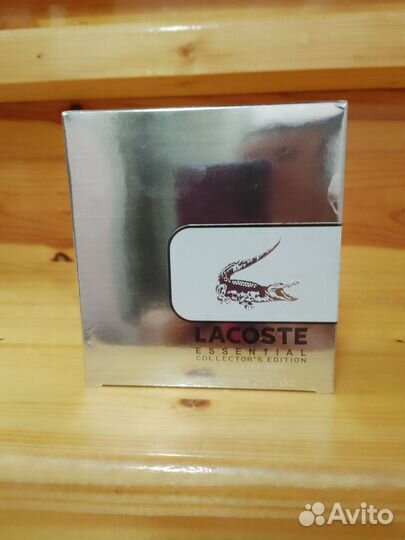 LACOSTE
ESSENTIAL
COLLECTOR'S EDITION
Avito